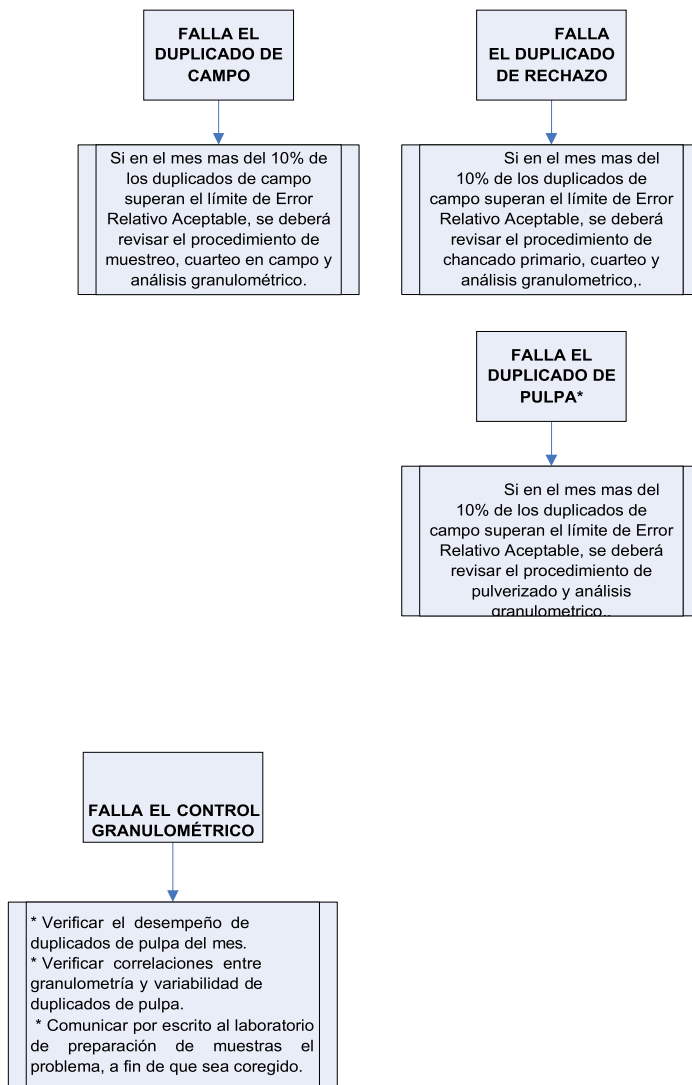 FALLA EL
DUPLICADO DE
CAMPO
Si en el mes mas del 10% de
los duplicados de campo
superan el límite de Error
Relativo Aceptable, se deberá
revisar el procedimiento de
muestreo, cuarteo en campo y
análisis granulométrico.
FALLA
EL DUPLICADO
DE RECHAZO
Si en el mes mas del
10% de los duplicados de
campo superan el límite de Error
Relativo Aceptable, se deberá
revisar el procedimiento de
chancado primario, cuarteo y
análisis granulometrico,.
FALLA EL
DUPLICADO DE
PULPA*
Si en el mes mas del
10% de los duplicados de
campo superan el límite de Error
Relativo Aceptable, se deberá
revisar el procedimiento de
pulverizado y análisis
granulometrico,.
FALLA EL CONTROL
GRANULOMÉTRICO
* Verificar el desempeño de
duplicados de pulpa del mes.
* Verificar correlaciones entre
granulometría y variabilidad de
duplicados de pulpa.
* Comunicar por escrito al laboratorio
de preparación de muestras el
problema, a fin de que sea coregido.